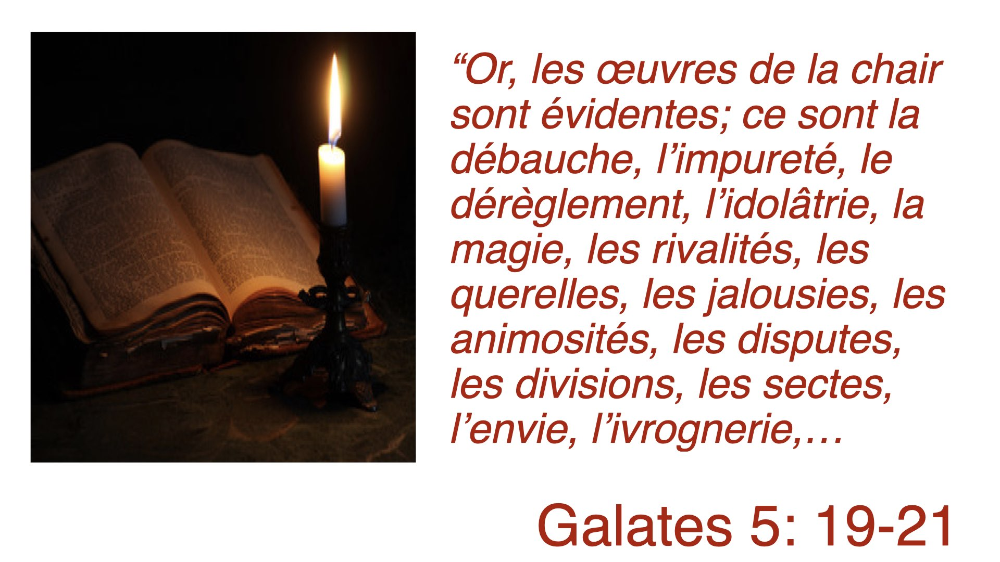 “Or, les œuvres de la chair
sont évidentes; ce sont la
débauche, l’impureté, le
dérèglement, l’idolâtrie, la
magie, les rivalités, les
querelles, les jalousies, les
animosités, les disputes,
les divisions, les sectes,
l’envie, l’ivrognerie,…
Galates 5: 19-21